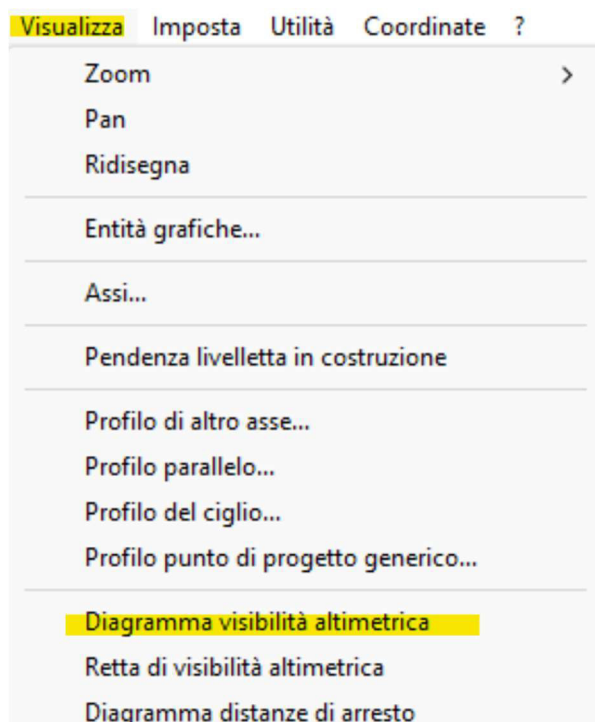 Visualizza Imposta Utilità Coordinate ?
Zoom >
Pan
Ridisegna
Entità grafiche...
Assi...
Pendenza livelletta in costruzione
Profilo di altro asse...
Profilo parallelo...
Profilo del ciglio...
Profilo punto di progetto generico...
Diagramma visibilità altimetrica
Retta di visibilità altimetrica
Diagramma distanze di arresto